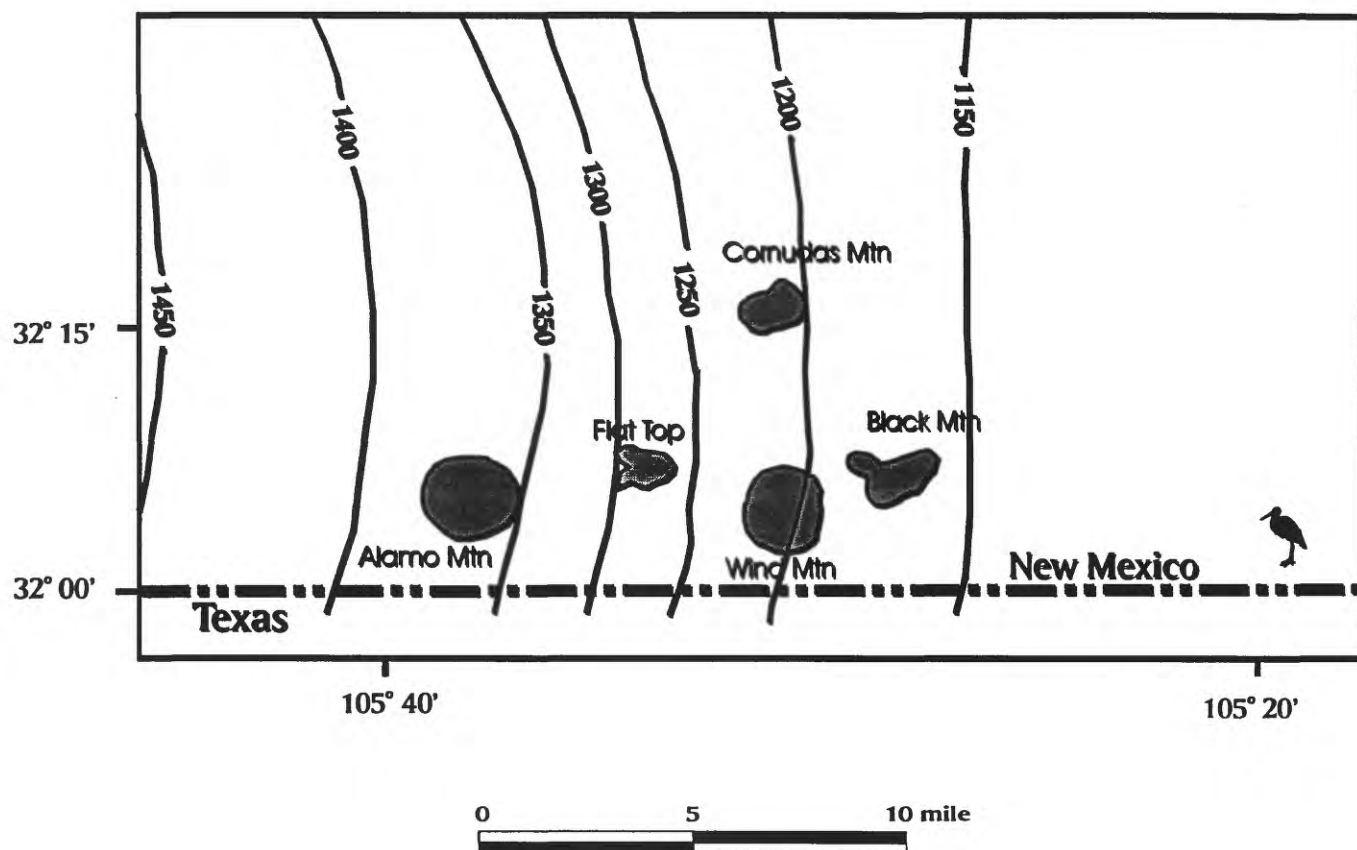 1400
1200
1150
1300
Cornudas Mtn
1250
1450
1350
32° 15'
Flat Top
Black Mtn
Alamo Mtn
Wind Mtn
New Mexico
32° 00'
Texas
105° 40'
105° 20'
0 5 10 mile